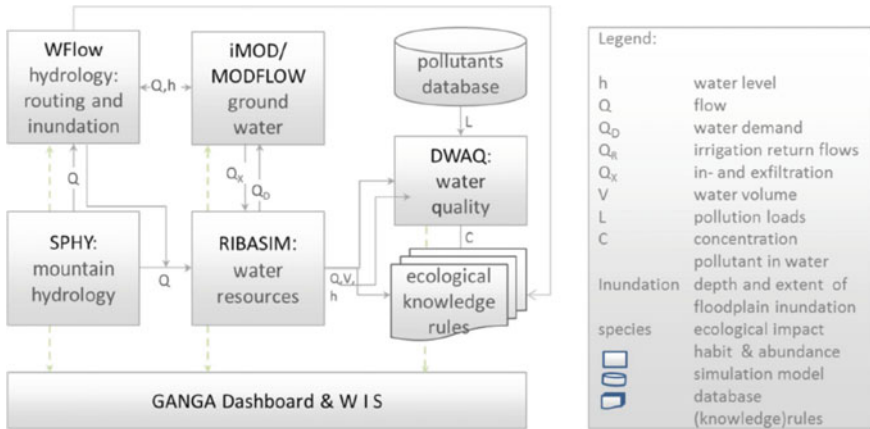 WFlow
hydrology:
routing and
inundation
Q,h
iMOD/
MODFLOW
ground
water
pollutants
database
L
DWAQ:
water
quality
C
Q
Qx
QD
SPHY:
mountain
hydrology
Q
RIBASIM:
water
resources
Q,V,
h
ecological
knowledge
rules
GANGA Dashboard & W I S
Legend:
h water level
Q flow
QD water demand
QR irrigation return flows
QX in- and exfiltration
V water volume
L pollution loads
C concentration
pollutant in water
Inundation depth and extent of
floodplain inundation
species ecological impact
habit & abundance
simulation model
database
(knowledge)rules